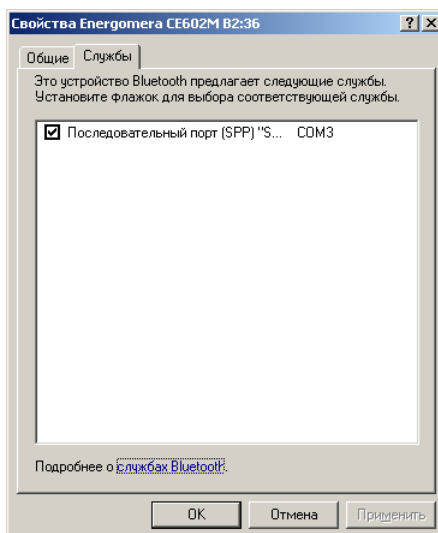 Свойства Energomera CE602M B2:36
Общие Службы
Это устройство Bluetooth предлагает следующие службы.
Установите флажок для выбора соответствующей службы.
Последовательный порт (SPP) "S... COM3
Подробнее о службах Bluetooth.
OK Отмена Применить